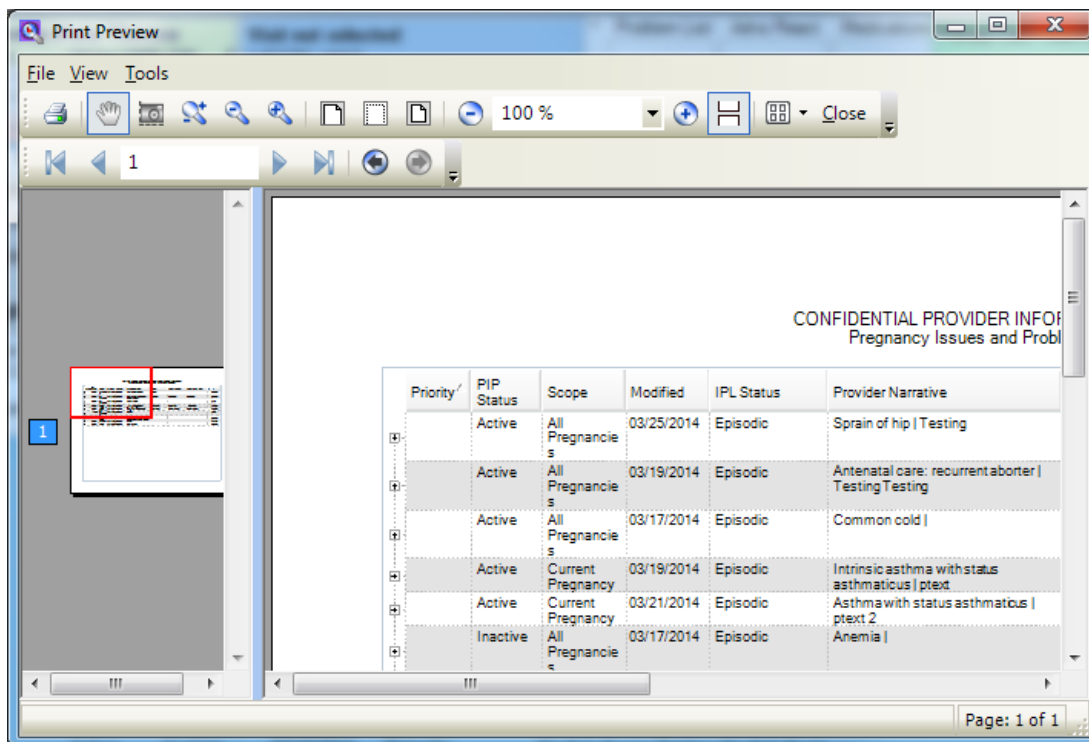 Print Preview
File View Tools
100 % Close
1
CONFIDENTIAL PROVIDER INFOR
Pregnancy Issues and Probl
Priority PIP Status Scope Modified IPL Status Provider Narrative
Active All Pregnancie s 03/25/2014 Episodic Sprain of hip | Testing
Active All Pregnancie s 03/19/2014 Episodic Antenatal care: recurrent aborter | Testing Testing
Active All Pregnancie s 03/17/2014 Episodic Common cold |
Active Current Pregnancy 03/19/2014 Episodic Intrinsic asthma with status asthmaticus | ptext
1
Active Current Pregnancy 03/21/2014 Episodic Asthma with status asthmaticus | ptext 2
Inactive All Pregnancie s 03/17/2014 Episodic Anemia |
Page: 1 of 1